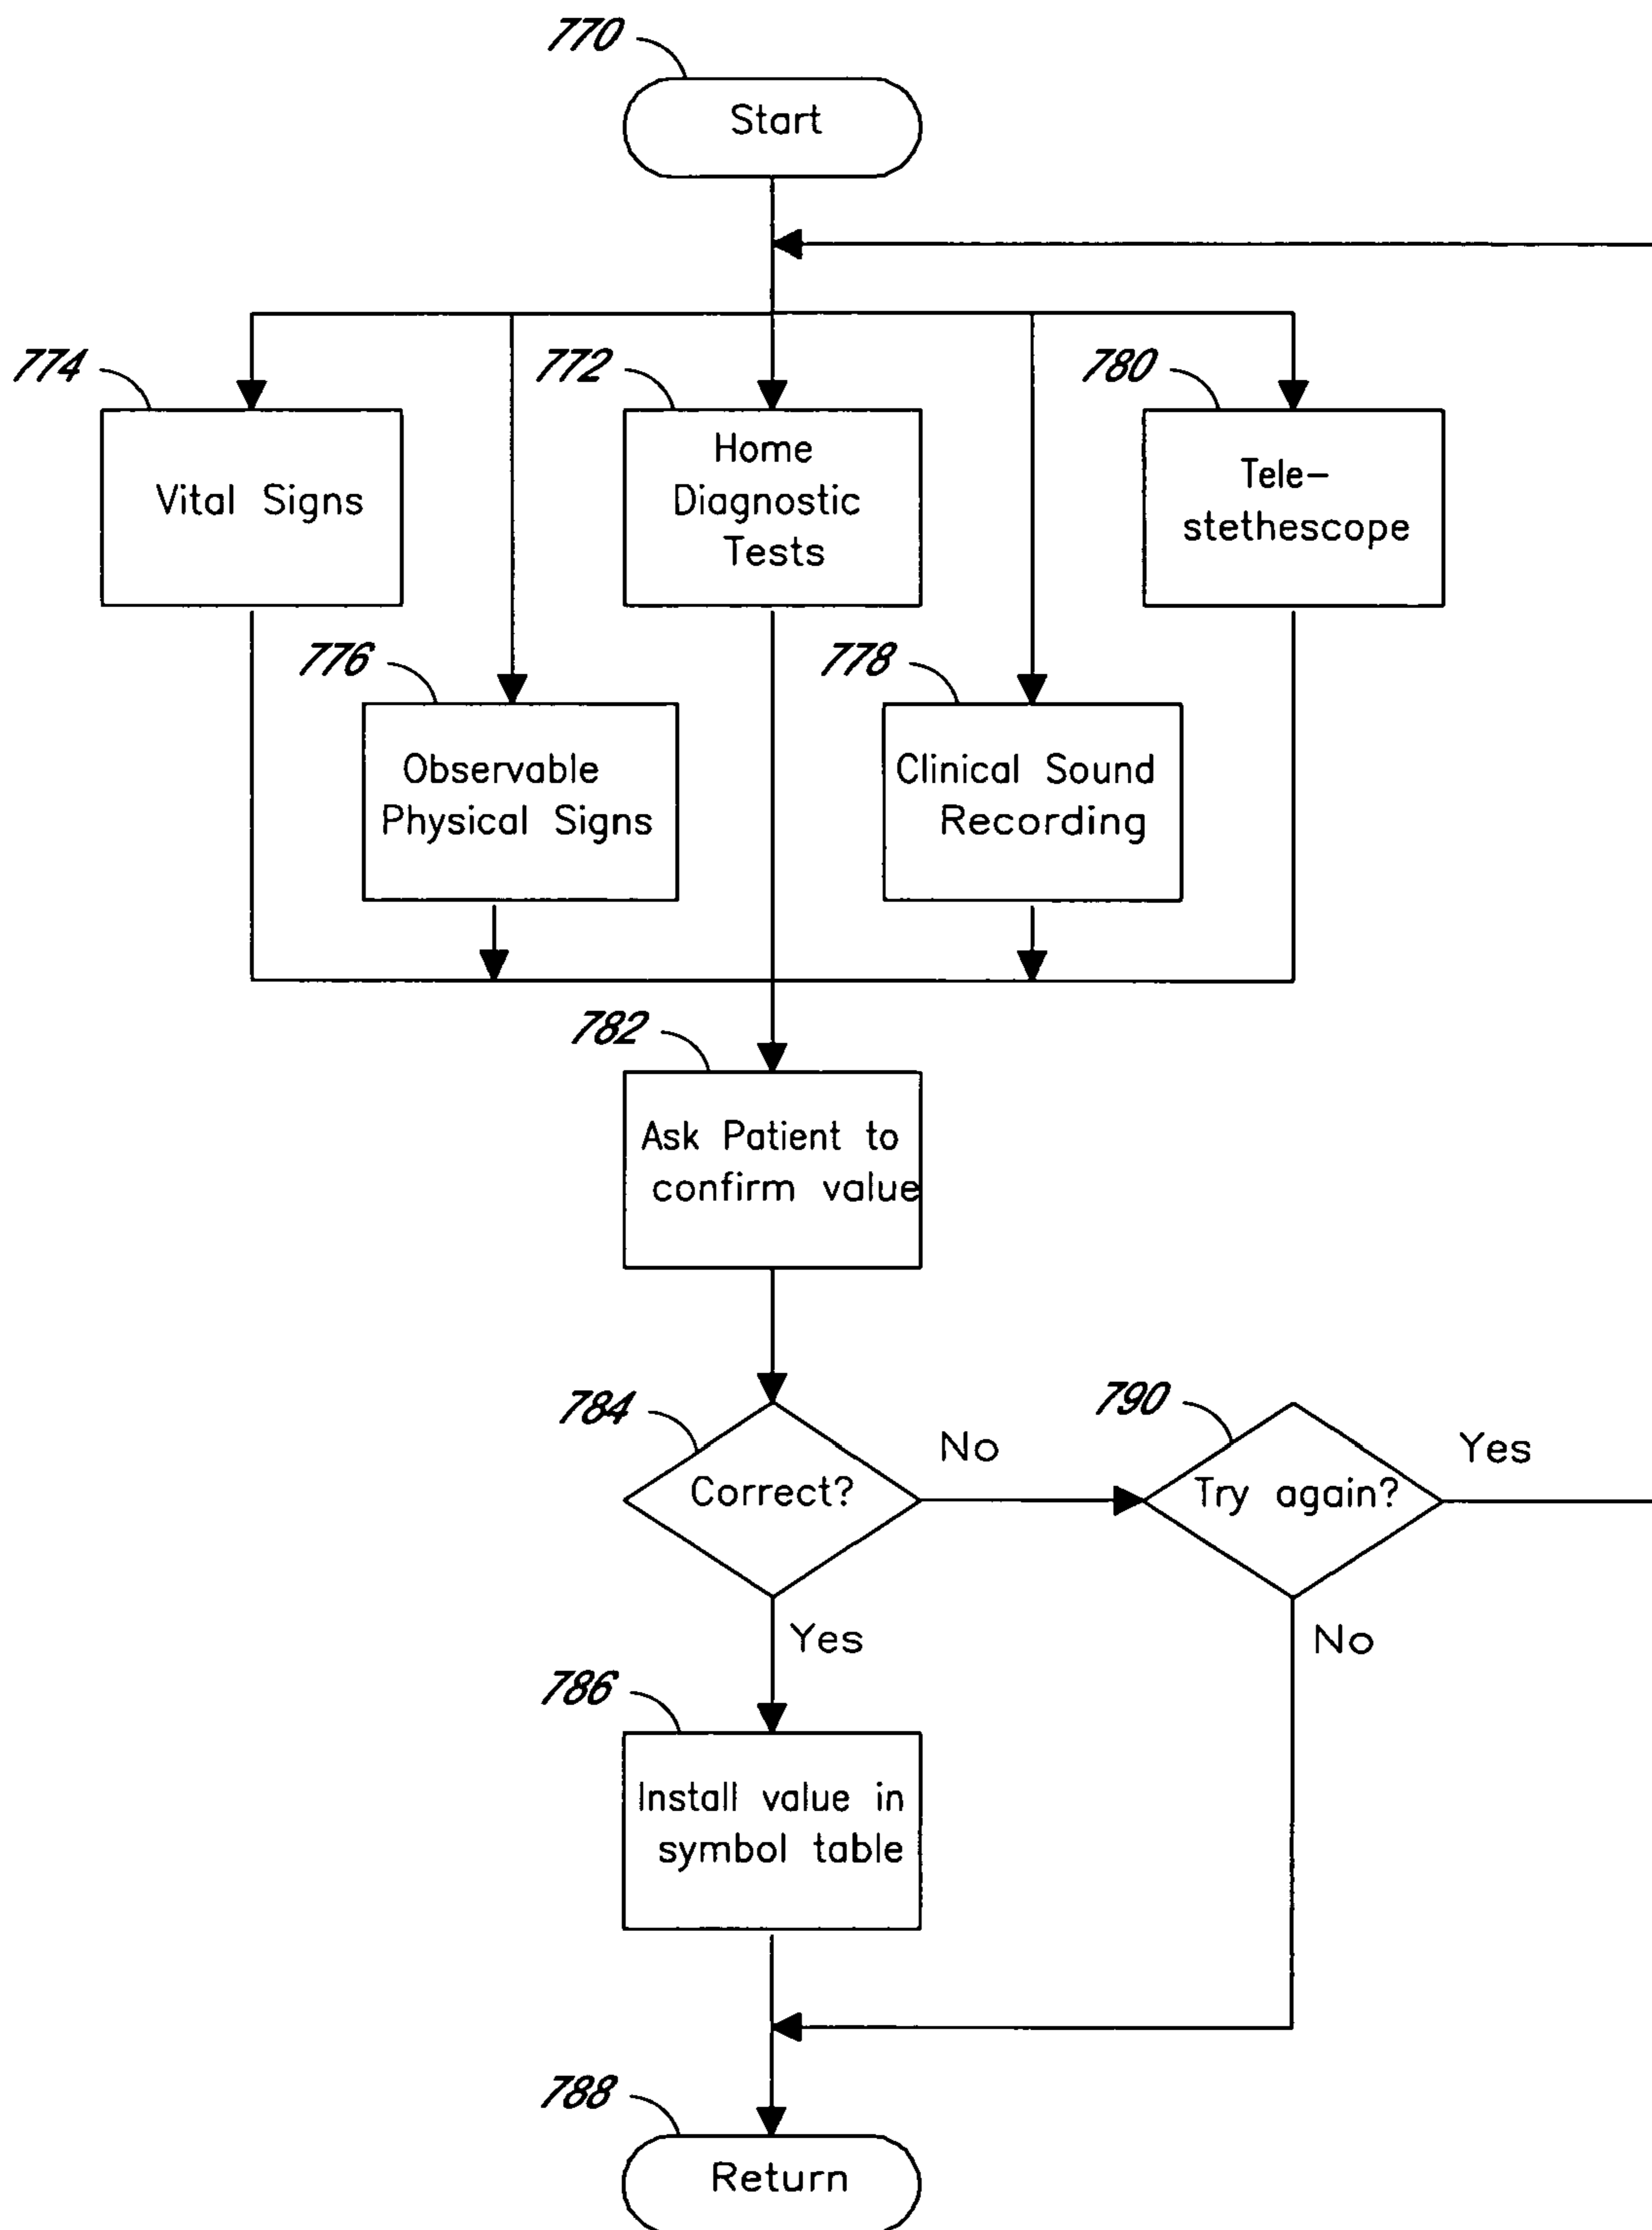 770
Start
774
772
780
Vital Signs
Home
Diagnostic
Tests
Tele-
stethescope
776
778
Observable
Physical Signs
Clinical Sound
Recording
782
Ask Patient to
confirm value
784
Correct?
No
790
Try again?
Yes
Yes
No
786
Install value in
symbol table
788
Return